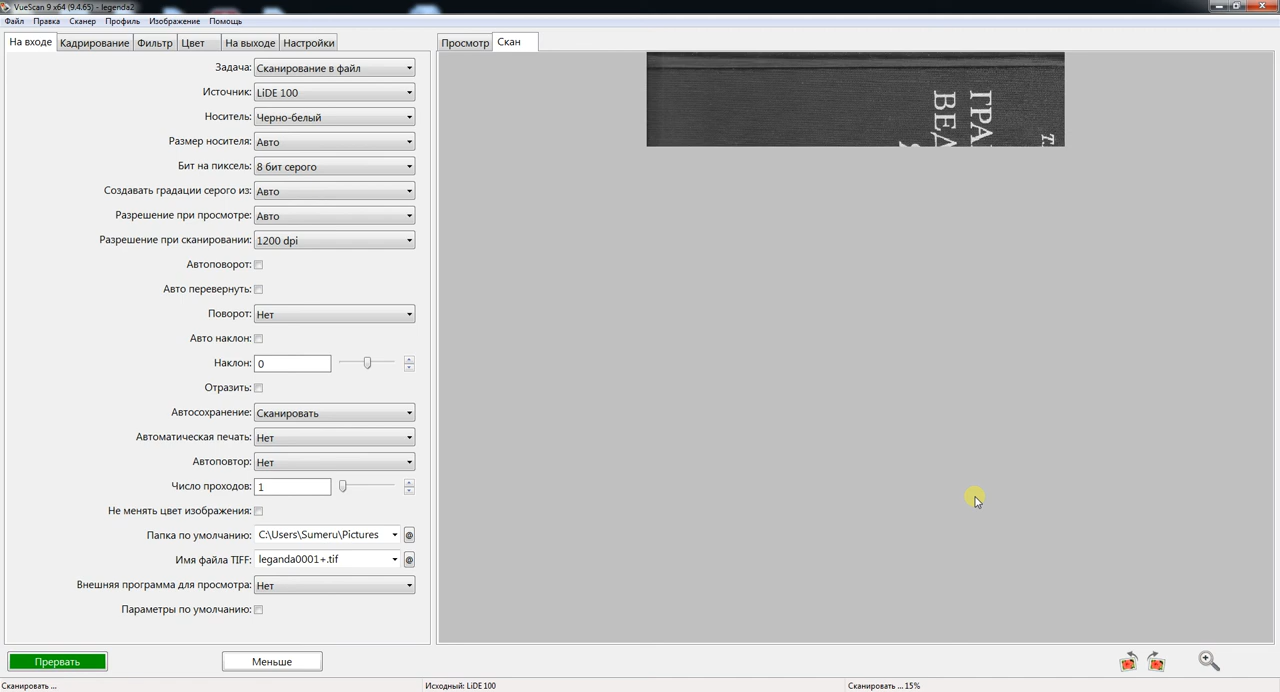 VueScan 9 x64 (9.4.65) - legenda2
Файл Правка Сканер Профиль Изображение Помощь
На входе Кадрирование Фильтр Цвет На выходе Настройки
Просмотр Скан
Задача: Сканирование в файл
Источник: LiDE 100
Носитель: Черно-белый
Размер носителя: Авто
Бит на пиксель: 8 бит серого
Создавать градации серого из: Авто
Разрешение при просмотре: Авто
Разрешение при сканировании: 1200 dpi
Автоповорот:
Авто перевернуть:
Поворот: Нет
Авто наклон:
Наклон: 0
Отразить:
Автосохранение: Сканировать
Автоматическая печать: Нет
Автоповтор: Нет
Число проходов: 1
Не менять цвет изображения:
Папка по умолчанию: C:\Users\Sumeru\Pictures @
Имя файла TIFF: leganda0001+.tif @
Внешняя программа для просмотра: Нет
Параметры по умолчанию:
ГРА
ВЕД
Прервать Меньше
Сканировать ... Исходный: LiDE 100 Сканировать ... 15%